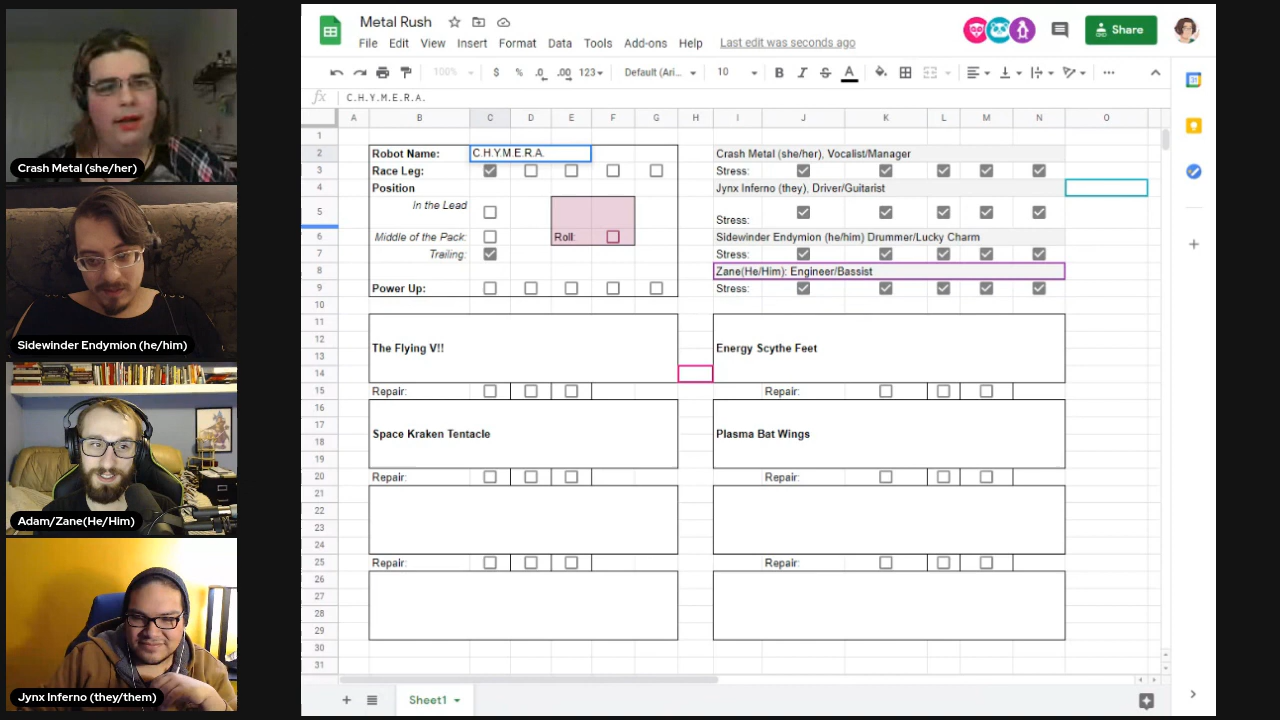 Crash Metal (she/her)
Sidewinder Endymion (he/him)
Adam/Zane(He/Him)
Jynx Inferno (they/them)
Metal Rush
File Edit View Insert Format Data Tools Add-ons Help Last edit was seconds ago
Share
100% $ % .0 .00 123 Default (Ari... 10 B I S A
fx C.H.Y.M.E.R.A.
A B C D E F G H I J K L M N O
1
2 Robot Name: C.H.Y.M.E.R.A. Crash Metal (she/her), Vocalist/Manager
3 Race Leg: Stress:
4 Position Jynx Inferno (they), Driver/Guitarist
5 In the Lead Stress:
6 Middle of the Pack: Roll: Sidewinder Endymion (he/him) Drummer/Lucky Charm
7 Trailing: Stress:
8 Zane(He/Him): Engineer/Bassist
9 Power Up: Stress:
10
11
12
The Flying V!! Energy Scythe Feet
13
14
15 Repair: Repair:
16
17
Space Kraken Tentacle Plasma Bat Wings
18
19
20 Repair: Repair:
21
22
23
24
25 Repair: Repair:
26
27
28
29
30
31
Sheet1